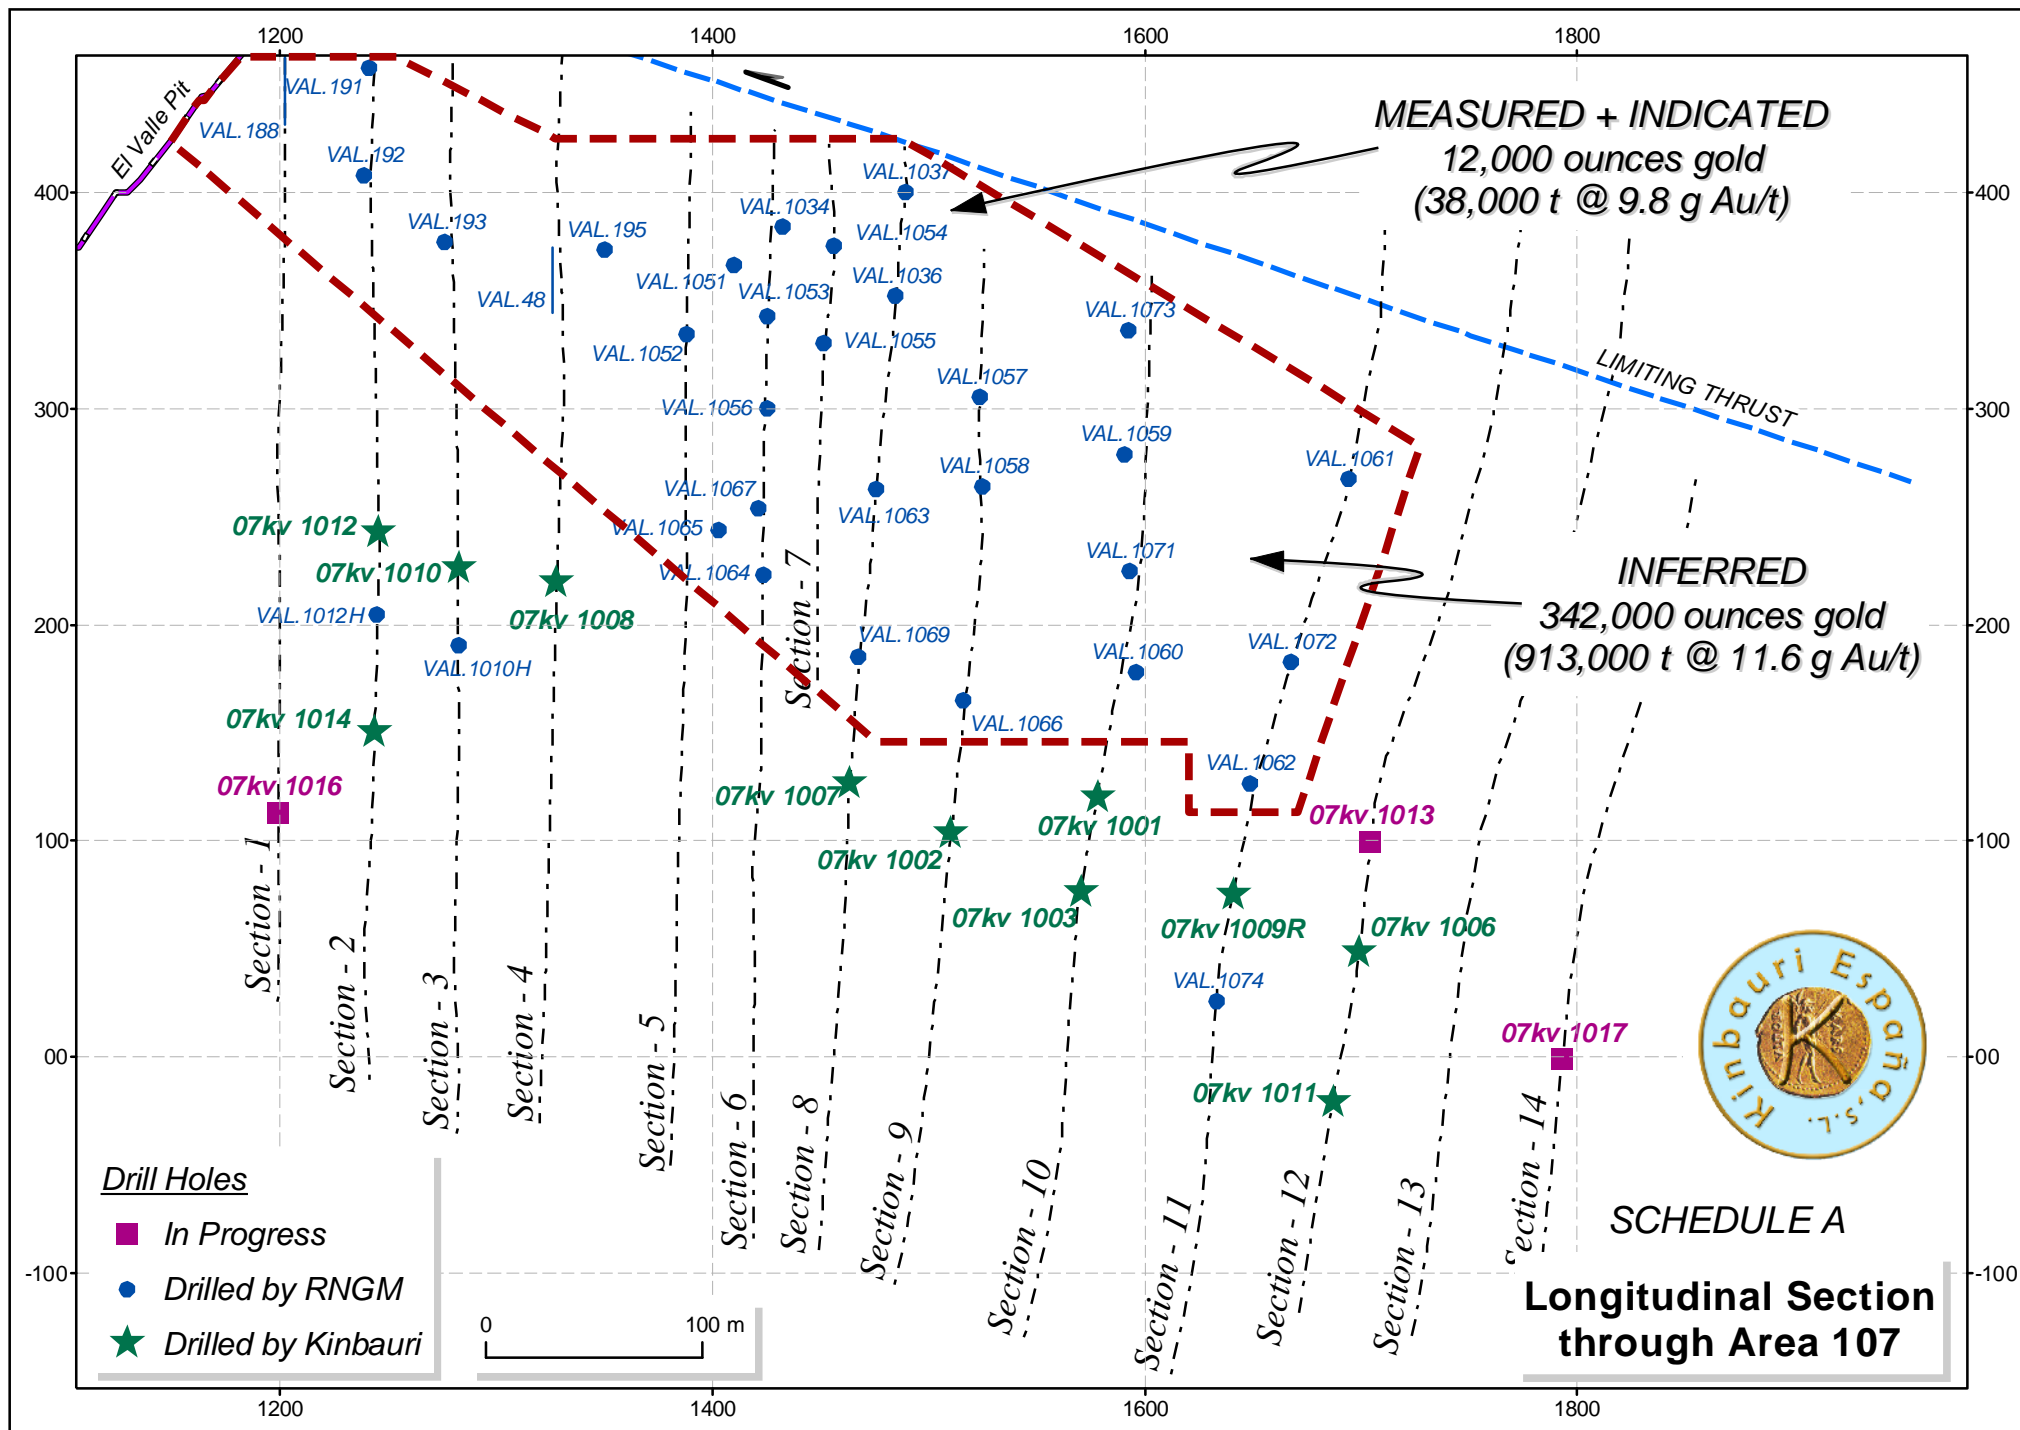 1200
1400
1600
1800
El Valle Pit
VAL.191
VAL.188
VAL.192
VAL.193
VAL.195
VAL.48
VAL.1034
VAL.1037
VAL.1054
VAL.1051
VAL.1053
VAL.1036
VAL.1052
VAL.1055
VAL.1073
VAL.1057
VAL.1056
VAL.1059
VAL.1058
VAL.1061
VAL.1067
VAL.1065
VAL.1063
VAL.1064
VAL.1071
VAL.1069
VAL.1060
VAL.1072
VAL.1066
VAL.1062
VAL.1074
VAL.1012H
VAL.1010H
MEASURED + INDICATED
12,000 ounces gold
(38,000 t @ 9.8 g Au/t)
LIMITING THRUST
INFERRED
342,000 ounces gold
(913,000 t @ 11.6 g Au/t)
400
300
200
100
00
-100
400
300
200
100
00
-100
07kv 1012
07kv 1010
07kv 1008
07kv 1014
07kv 1016
07kv 1007
07kv 1002
07kv 1001
07kv 1003
07kv 1013
07kv 1009R
07kv 1006
07kv 1011
07kv 1017
Section - 1
Section - 2
Section - 3
Section - 4
Section - 5
Section - 6
Section - 7
Section - 8
Section - 9
Section - 10
Section - 11
Section - 12
Section - 13
Section - 14
Kinbauri España, S.L.
K
Drill Holes
In Progress
Drilled by RNGM
Drilled by Kinbauri
0
100 m
SCHEDULE A
Longitudinal Section
through Area 107
1200
1400
1600
1800